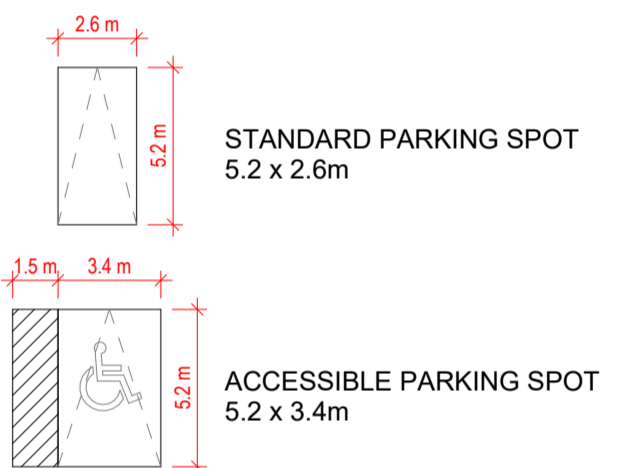 2.6 m
5.2 m
STANDARD PARKING SPOT
5.2 x 2.6m
1.5 m 3.4 m
5.2 m
ACCESSIBLE PARKING SPOT
5.2 x 3.4m